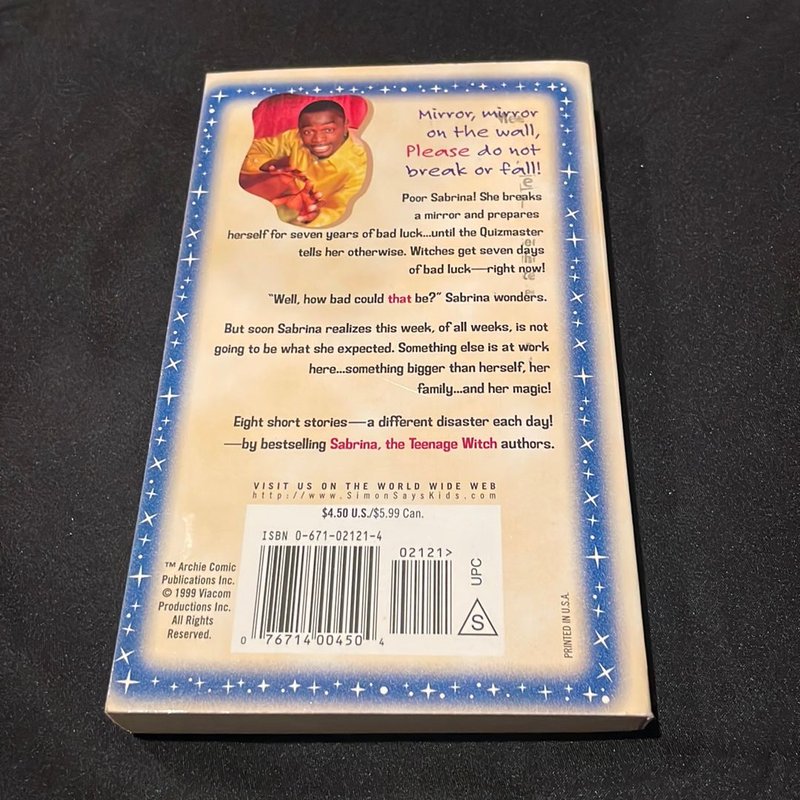 Mirror, mirror
on the wall,
Please do not
break or fall!
Poor Sabrina! She breaks
a mirror and prepares
herself for seven years of bad luck...until the Quizmaster
tells her otherwise. Witches get seven days
of bad luck—right now!
"Well, how bad could that be?" Sabrina wonders.
But soon Sabrina realizes this week, of all weeks, is not
going to be what she expected. Something else is at work
here...something bigger than herself, her
family...and her magic!
Eight short stories—a different disaster each day!
—by bestselling Sabrina, the Teenage Witch authors.
VISIT US ON THE WORLD WIDE WEB
http://www.SimonSaysKids.com
$4.50 U.S./$5.99 Can.
ISBN 0-671-02121-4
02121>
UPC
S
0 76714 00450 4
™ Archie Comic
Publications Inc.
© 1999 Viacom
Productions Inc.
All Rights
Reserved.
PRINTED IN U.S.A.